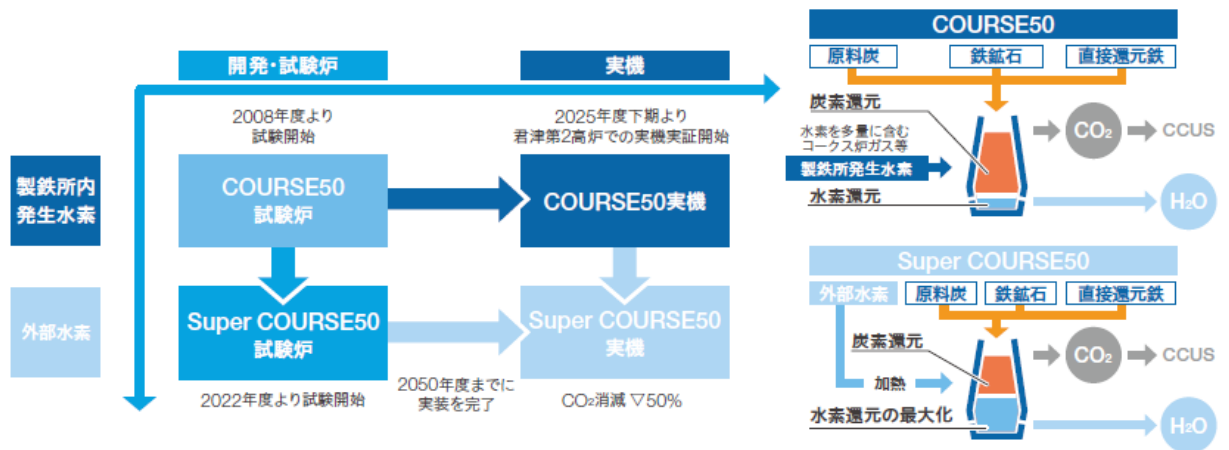 開発・試験炉
実機
2008年度より
試験開始
2025年度下期より
君津第2高炉での実機実証開始
製鉄所内
発生水素
COURSE50
試験炉
COURSE50実機
外部水素
Super COURSE50
試験炉
Super COURSE50
実機
2022年度より試験開始
2050年度までに
実装を完了
CO₂消減 ▽50%
COURSE50
原料炭
鉄鉱石
直接還元鉄
炭素還元
水素を多量に含む
コークス炉ガス等
製鉄所発生水素
水素還元
CO₂
CCUS
H₂O
Super COURSE50
外部水素
原料炭
鉄鉱石
直接還元鉄
炭素還元
加熱
水素還元の最大化
CO₂
CCUS
H₂O